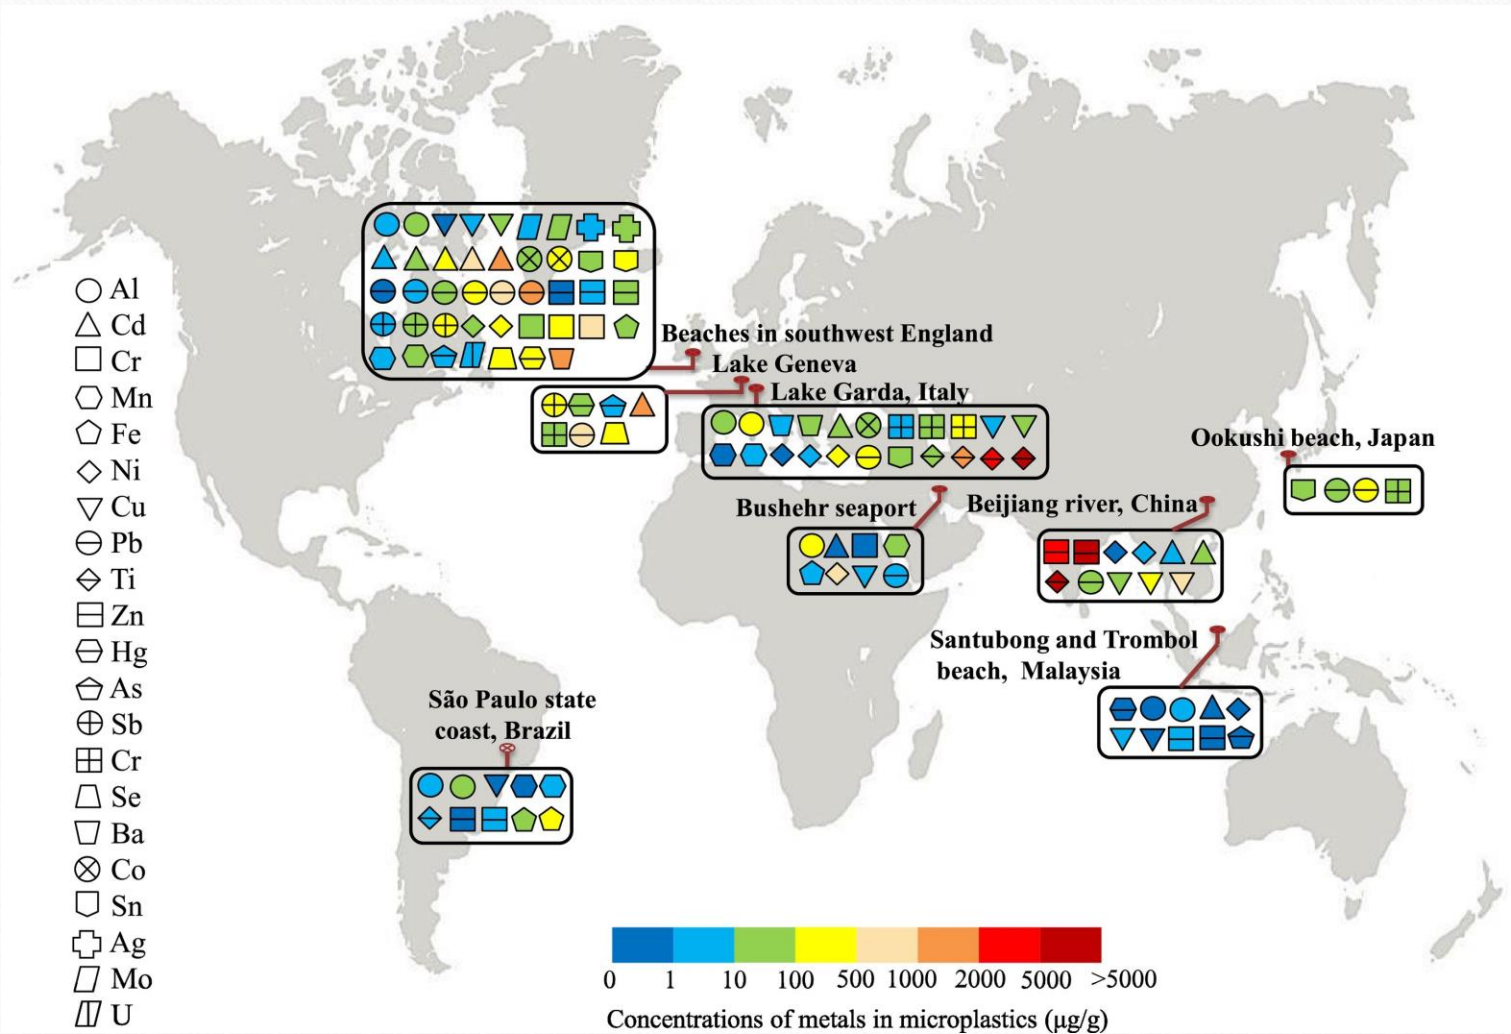 Beaches in southwest England
Lake Geneva
Lake Garda, Italy
Ookushi beach, Japan
Bushehr seaport
Beijiang river, China
Santubong and Trombol
beach, Malaysia
São Paulo state
coast, Brazil
Al
Cd
Cr
Mn
Fe
Ni
Cu
Pb
Ti
Zn
Hg
As
Sb
Cr
Se
Ba
Co
Sn
Ag
Mo
U
0 1 10 100 500 1000 2000 5000 >5000
Concentrations of metals in microplastics (μg/g)